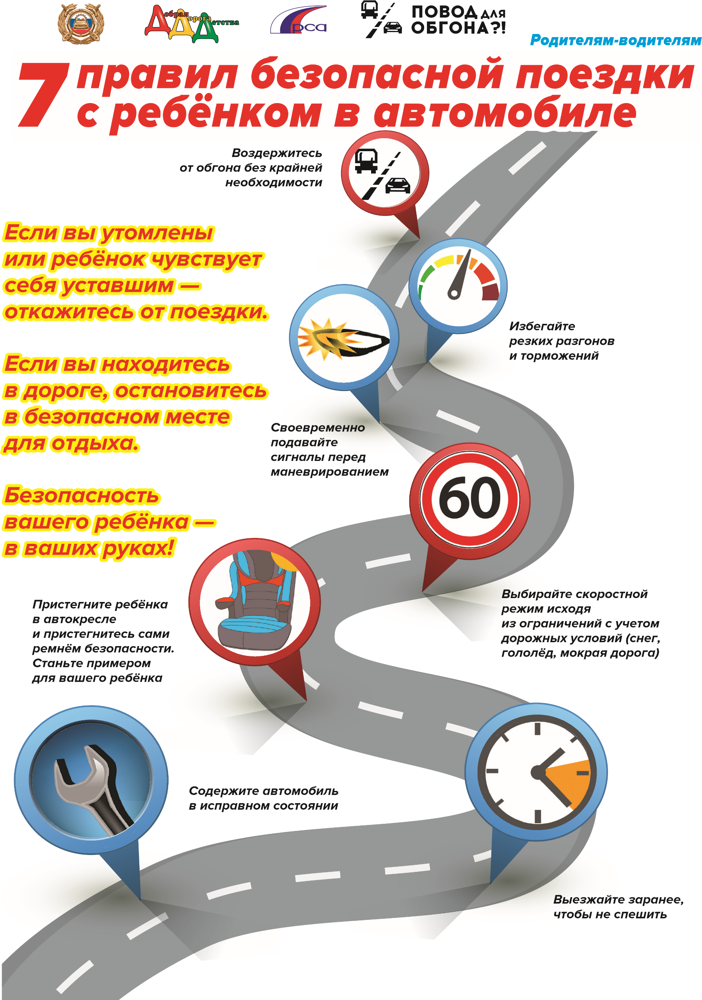 Добрая Дорога Детства
рса
ПОВОД ДЛЯ
ОБГОНА?!
Родителям-водителям
7 правил безопасной поездки
с ребёнком в автомобиле
Воздержитесь
от обгона без крайней
необходимости
Если вы утомлены
или ребёнок чувствует
себя уставшим —
откажитесь от поездки.
Избегайте
резких разгонов
и торможений
Если вы находитесь
в дороге, остановитесь
в безопасном месте
для отдыха.
Своевременно
подавайте
сигналы перед
маневрированием
60
Безопасность
вашего ребёнка —
в ваших руках!
Выбирайте скоростной
режим исходя
из ограничений с учетом
дорожных условий (снег,
гололёд, мокрая дорога)
Пристегните ребёнка
в автокресле
и пристегнитесь сами
ремнём безопасности.
Станьте примером
для вашего ребёнка
Содержите автомобиль
в исправном состоянии
Выезжайте заранее,
чтобы не спешить